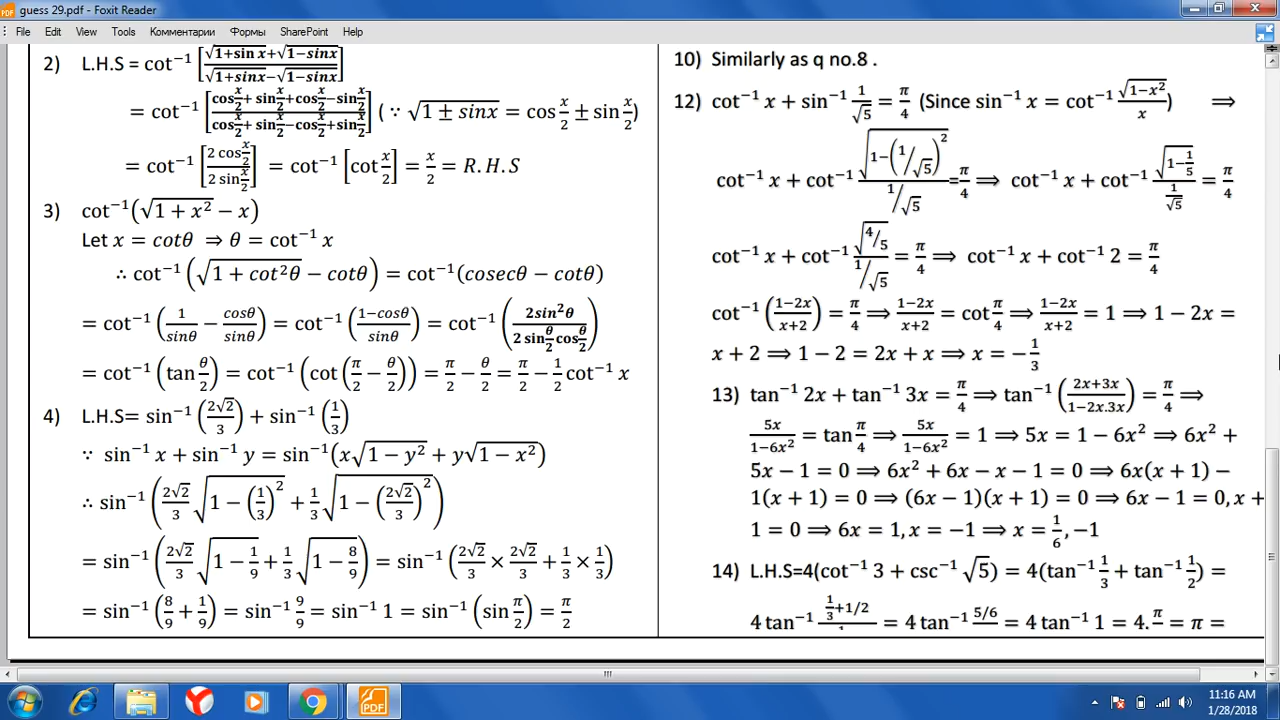 guess 29.pdf - Foxit Reader
File Edit View Tools Комментарии Формы SharePoint Help
2) L.H.S = cot⁻¹ [(√(1+sin x)+√(1−sinx))/(√(1+sinx)−√(1−sinx))]
= cot⁻¹ [(cos x/2 + sin x/2 + cos x/2 − sin x/2)/(cos x/2 + sin x/2 − cos x/2 + sin x/2)] (∵ √(1 ± sinx) = cos x/2 ± sin x/2)
= cot⁻¹ [(2 cos x/2)/(2 sin x/2)] = cot⁻¹ [cot x/2] = x/2 = R.H.S
3) cot⁻¹(√(1 + x²) − x)
Let x = cotθ ⇒ θ = cot⁻¹ x
∴ cot⁻¹ (√(1 + cot²θ) − cotθ) = cot⁻¹(cosecθ − cotθ)
= cot⁻¹ (1/sinθ − cosθ/sinθ) = cot⁻¹ ((1−cosθ)/sinθ) = cot⁻¹ (2sin²θ/(2 sin θ/2 cos θ/2))
= cot⁻¹ (tan θ/2) = cot⁻¹ (cot (π/2 − θ/2)) = π/2 − θ/2 = π/2 − 1/2 cot⁻¹ x
4) L.H.S= sin⁻¹ (2√2/3) + sin⁻¹ (1/3)
∵ sin⁻¹ x + sin⁻¹ y = sin⁻¹(x√(1 − y²) + y√(1 − x²))
∴ sin⁻¹ (2√2/3 √(1 − (1/3)²) + 1/3 √(1 − (2√2/3)²))
= sin⁻¹ (2√2/3 √(1 − 1/9) + 1/3 √(1 − 8/9)) = sin⁻¹ (2√2/3 × 2√2/3 + 1/3 × 1/3)
= sin⁻¹ (8/9 + 1/9) = sin⁻¹ 9/9 = sin⁻¹ 1 = sin⁻¹ (sin π/2) = π/2
10) Similarly as q no.8 .
12) cot⁻¹ x + sin⁻¹ 1/√5 = π/4 (Since sin⁻¹ x = cot⁻¹ √(1−x²)/x) ⇒
cot⁻¹ x + cot⁻¹ √(1−(1/√5)²)/(1/√5) = π/4 ⇒ cot⁻¹ x + cot⁻¹ √(1−1/5)/(1/√5) = π/4
cot⁻¹ x + cot⁻¹ √(4/5)/(1/√5) = π/4 ⇒ cot⁻¹ x + cot⁻¹ 2 = π/4
cot⁻¹ ((1−2x)/(x+2)) = π/4 ⇒ (1−2x)/(x+2) = cot π/4 ⇒ (1−2x)/(x+2) = 1 ⇒ 1 − 2x =
x + 2 ⇒ 1 − 2 = 2x + x ⇒ x = −1/3
13) tan⁻¹ 2x + tan⁻¹ 3x = π/4 ⇒ tan⁻¹ ((2x+3x)/(1−2x.3x)) = π/4 ⇒
5x/(1−6x²) = tan π/4 ⇒ 5x/(1−6x²) = 1 ⇒ 5x = 1 − 6x² ⇒ 6x² +
5x − 1 = 0 ⇒ 6x² + 6x − x − 1 = 0 ⇒ 6x(x + 1) −
1(x + 1) = 0 ⇒ (6x − 1)(x + 1) = 0 ⇒ 6x − 1 = 0, x +
1 = 0 ⇒ 6x = 1, x = −1 ⇒ x = 1/6, −1
14) L.H.S=4(cot⁻¹ 3 + csc⁻¹ √5) = 4(tan⁻¹ 1/3 + tan⁻¹ 1/2) =
4 tan⁻¹ (1/3+1/2)/ = 4 tan⁻¹ 5/6/ = 4 tan⁻¹ 1 = 4. π/ = π =
11:16 AM
1/28/2018